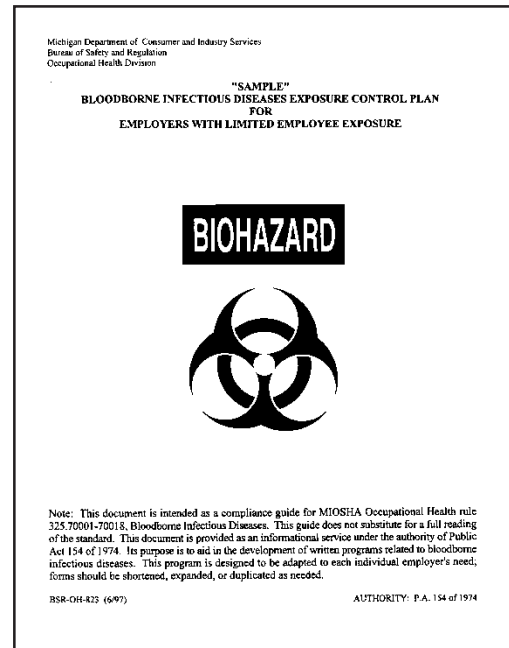 Michigan Department of Consumer and Industry Services
Bureau of Safety and Regulation
Occupational Health Division
"SAMPLE"
BLOODBORNE INFECTIOUS DISEASES EXPOSURE CONTROL PLAN
FOR
EMPLOYERS WITH LIMITED EMPLOYEE EXPOSURE
BIOHAZARD
Note: This document is intended as a compliance guide for MIOSHA Occupational Health rule
325.70001-70018, Bloodborne Infectious Diseases. This guide does not substitute for a full reading
of the standard. This document is provided as an informational service under the authority of Public
Act 154 of 1974. Its purpose is to aid in the development of written programs related to bloodborne
infectious diseases. This program is designed to be adapted to each individual employer's need;
forms should be shortened, expanded, or duplicated as needed.
BSR-OH-823 (6/97) AUTHORITY: P.A. 154 of 1974